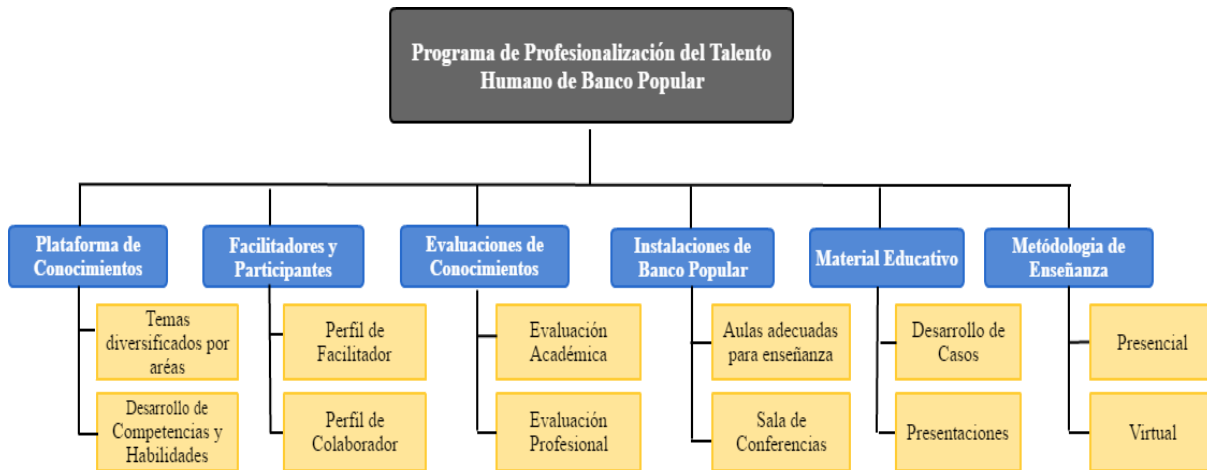 Programa de Profesionalización del Talento
Humano de Banco Popular
Plataforma de
Conocimientos
Facilitadores y
Participantes
Evaluaciones de
Conocimientos
Instalaciones de
Banco Popular
Material Educativo
Metódologia de
Enseñanza
Temas
diversificados por
aréas
Perfil de
Facilitador
Evaluación
Académica
Aulas adecuadas
para enseñanza
Desarrollo de
Casos
Presencial
Desarrollo de
Competencias y
Habilidades
Perfil de
Colaborador
Evaluación
Profesional
Sala de
Conferencias
Presentaciones
Virtual